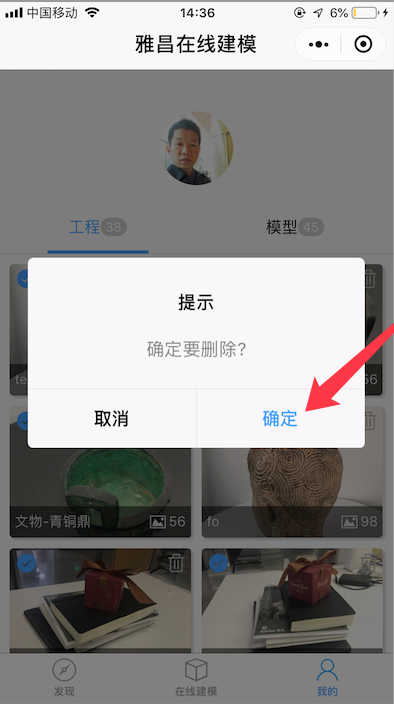 中国移动
14:36
6%
雅昌在线建模
工程 38
模型 45
提示
确定要删除?
te
56
取消
确定
文物-青铜鼎
56
fo
98
发现
在线建模
我的